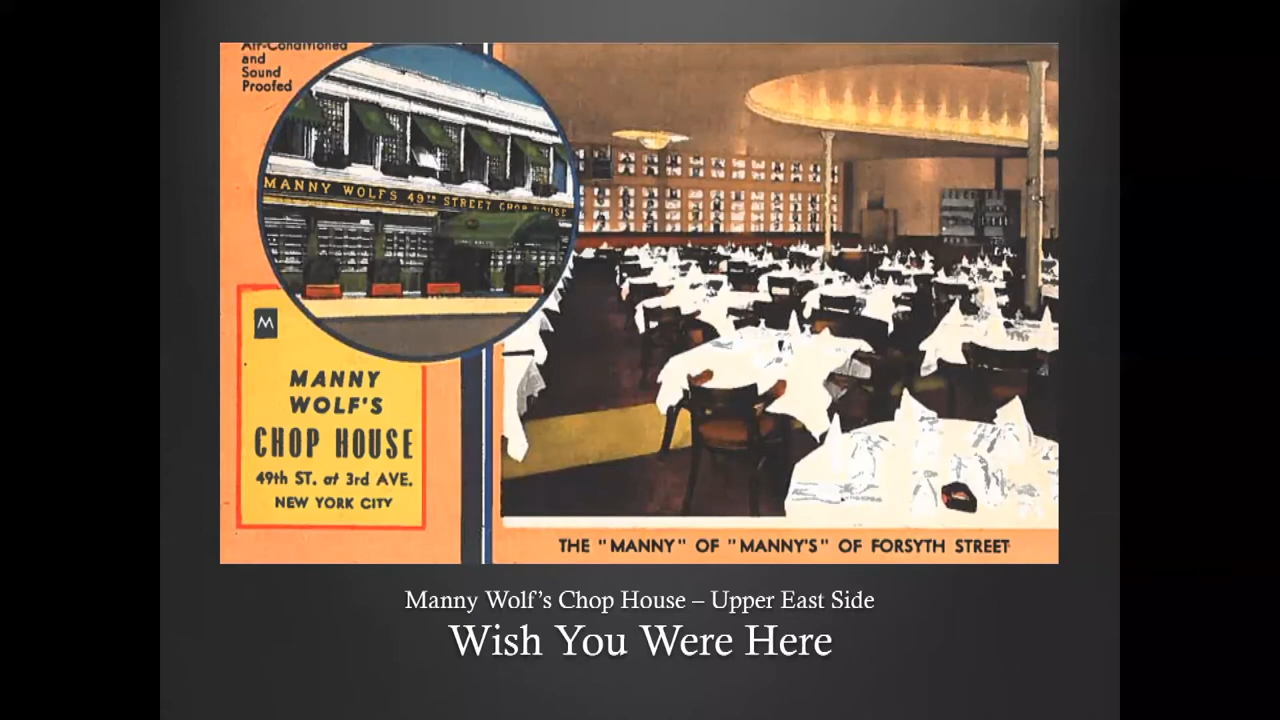 Air-Conditioned
and
Sound
Proofed
MANNY WOLF'S 49TH STREET CHOP HOUSE
M
MANNY
WOLF'S
CHOP HOUSE
49th ST. at 3rd AVE.
NEW YORK CITY
THE "MANNY" OF "MANNY'S" OF FORSYTH STREET
Manny Wolf's Chop House – Upper East Side
Wish You Were Here